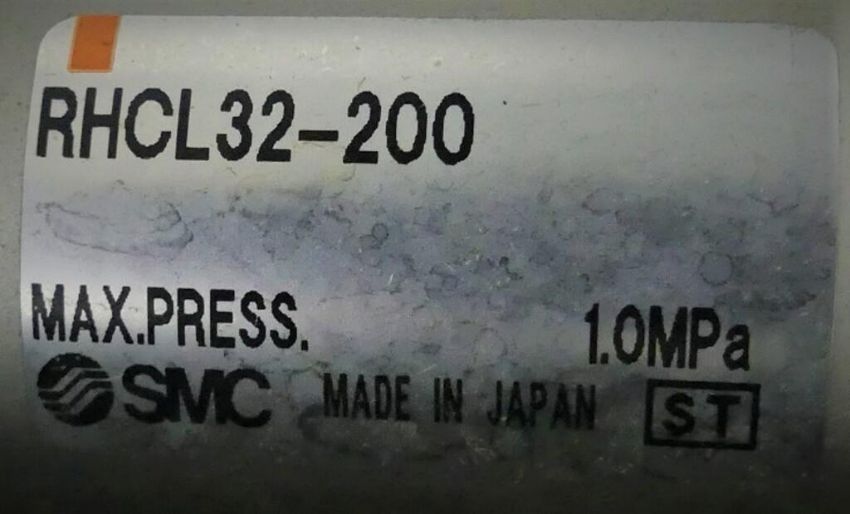 RHCL32-200
MAX.PRESS. 1.0MPa
SMC MADE IN JAPAN ST